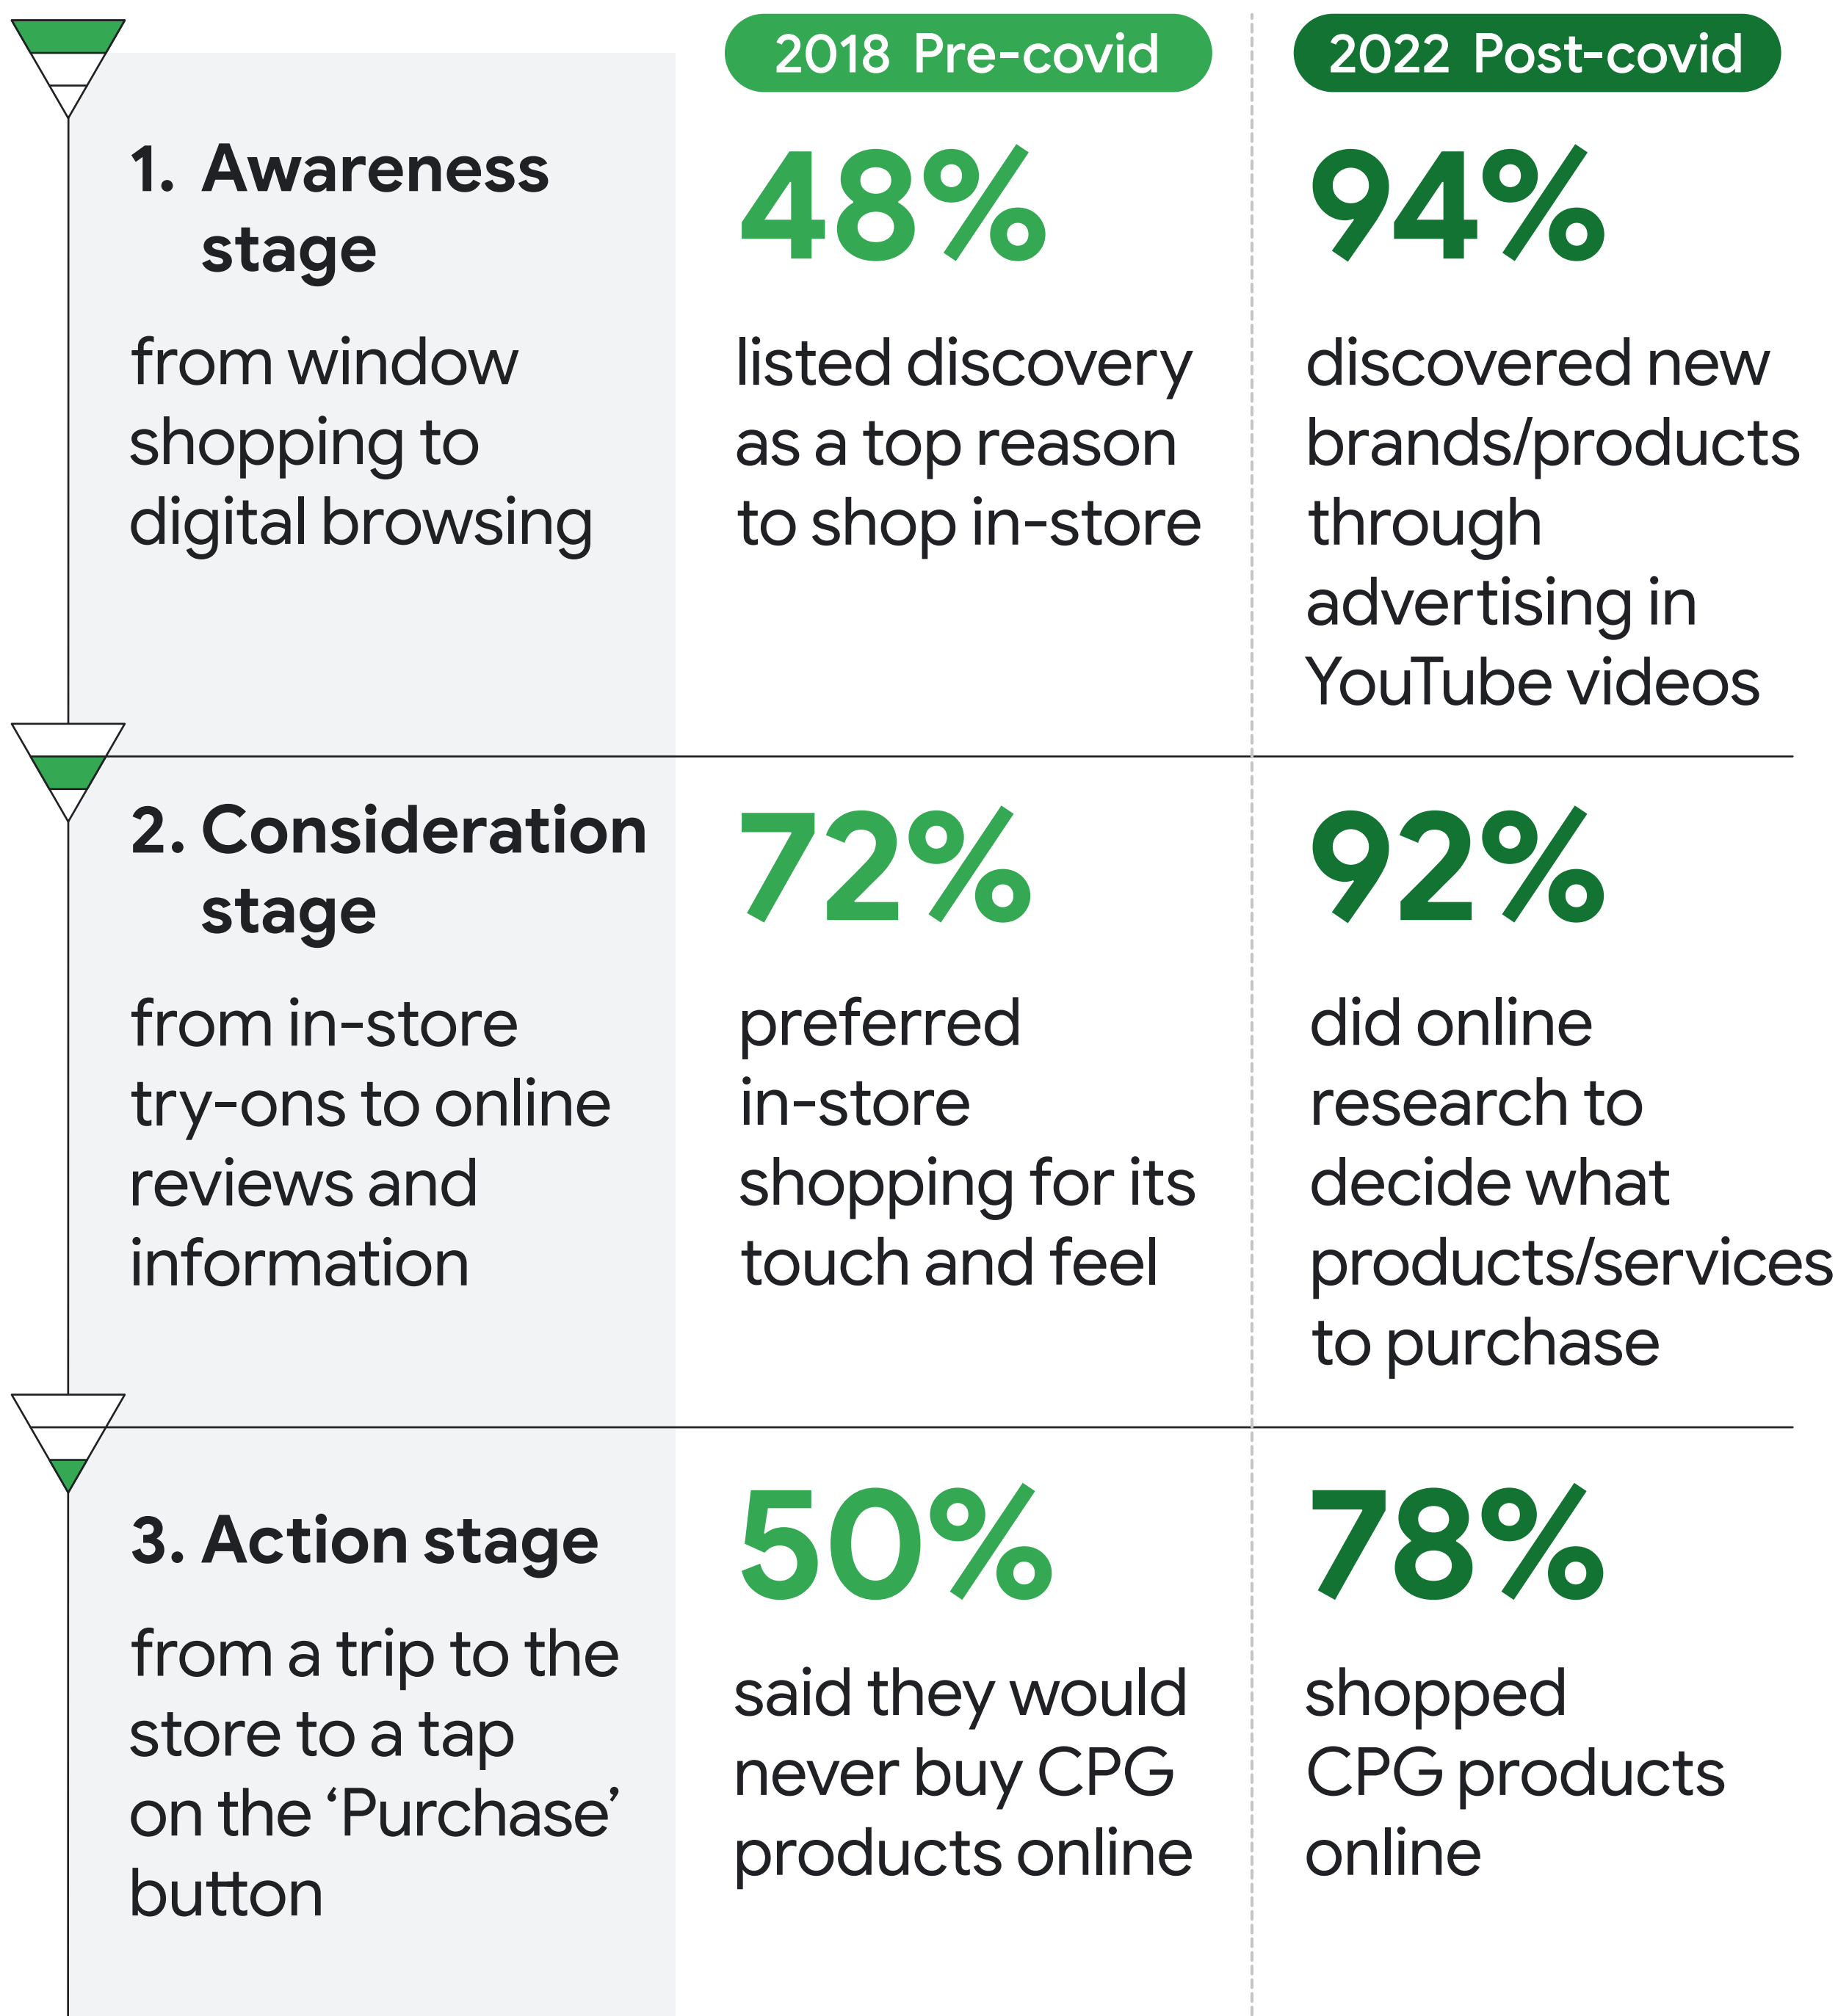 2018 Pre-covid
2022 Post-covid
1. Awareness
stage
from window
shopping to
digital browsing
48%
listed discovery
as a top reason
to shop in-store
94%
discovered new
brands/products
through
advertising in
YouTube videos
2. Consideration
stage
from in-store
try-ons to online
reviews and
information
72%
preferred
in-store
shopping for its
touch and feel
92%
did online
research to
decide what
products/services
to purchase
3. Action stage
from a trip to the
store to a tap
on the ‘Purchase’
button
50%
said they would
never buy CPG
products online
78%
shopped
CPG products
online